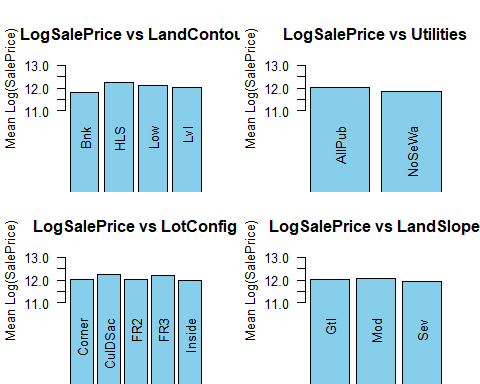 LogSalePrice vs LandContou
Mean Log(SalePrice)
13.0
12.0
11.0
Bnk
HLS
Low
Lvl
LogSalePrice vs Utilities
Mean Log(SalePrice)
13.0
12.0
11.0
AllPub
NoSeWa
LogSalePrice vs LotConfig
Mean Log(SalePrice)
13.0
12.0
11.0
Corner
CulDSac
FR2
FR3
Inside
LogSalePrice vs LandSlope
Mean Log(SalePrice)
13.0
12.0
11.0
Gtl
Mod
Sev